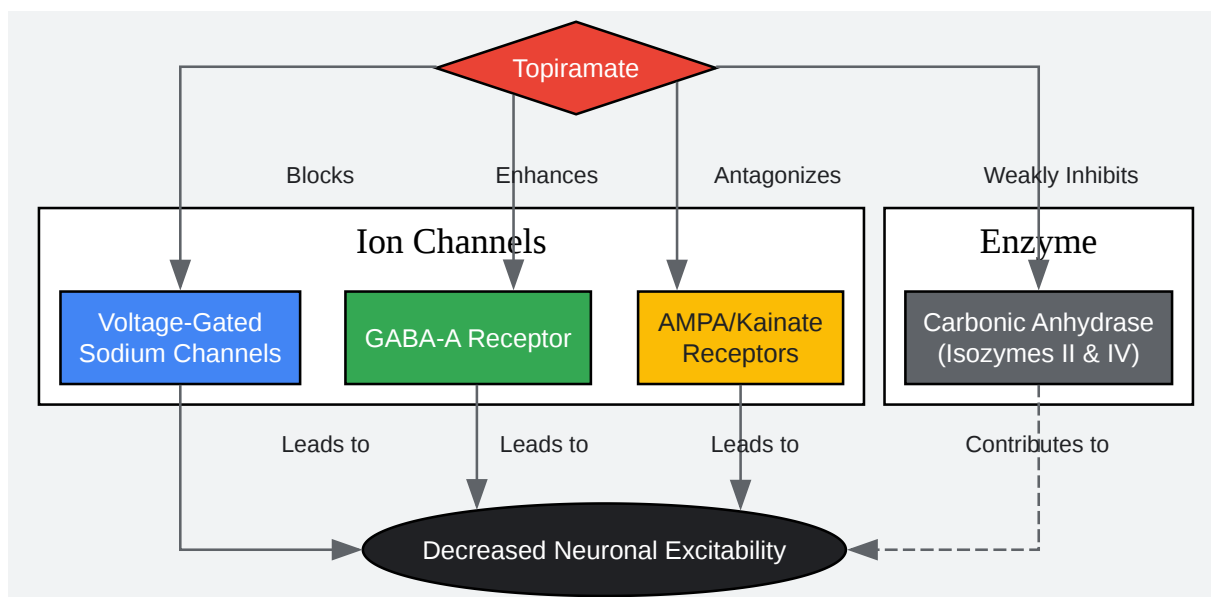 Topiramate
Blocks
Enhances
Antagonizes
Weakly Inhibits
Ion Channels
Enzyme
Voltage-Gated
Sodium Channels
GABA-A Receptor
AMPA/Kainate
Receptors
Carbonic Anhydrase
(Isozymes II & IV)
Leads to
Leads to
Leads to
Contributes to
Decreased Neuronal Excitability